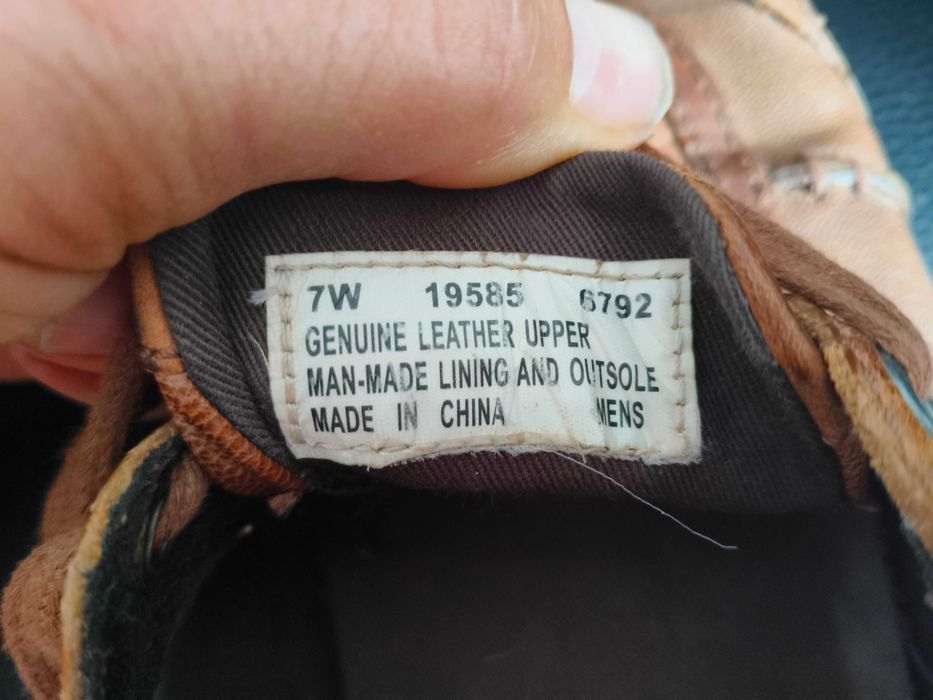 7W 19585 6792
GENUINE LEATHER UPPER
MAN-MADE LINING AND OUTSOLE
MADE IN CHINA MENS